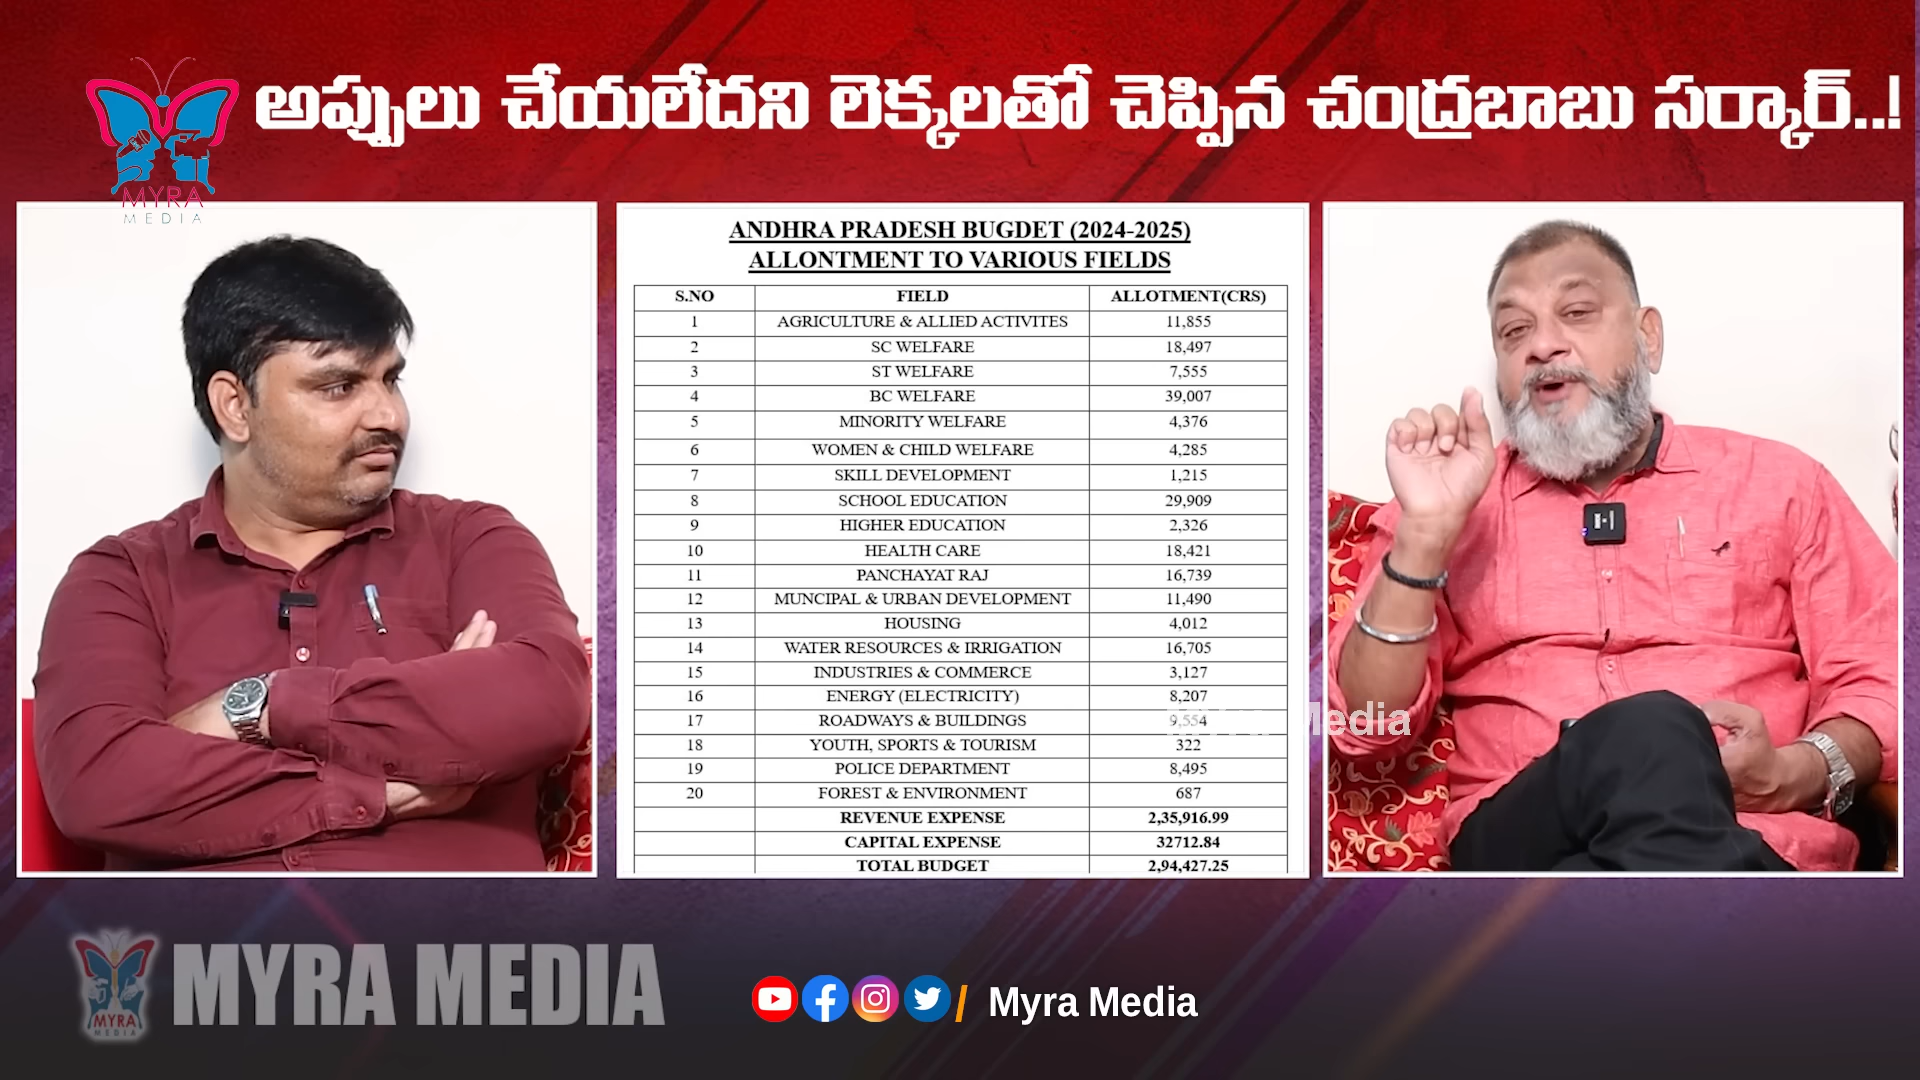 అప్పులు చేయలేదని లెక్కలతో చెప్పిన చంద్రబాబు సర్కార్..!
MYRA
MEDIA
ANDHRA PRADESH BUGDET (2024-2025)
ALLONTMENT TO VARIOUS FIELDS
S.NO FIELD ALLOTMENT(CRS)
1 AGRICULTURE & ALLIED ACTIVITES 11,855
2 SC WELFARE 18,497
3 ST WELFARE 7,555
4 BC WELFARE 39,007
5 MINORITY WELFARE 4,376
6 WOMEN & CHILD WELFARE 4,285
7 SKILL DEVELOPMENT 1,215
8 SCHOOL EDUCATION 29,909
9 HIGHER EDUCATION 2,326
10 HEALTH CARE 18,421
11 PANCHAYAT RAJ 16,739
12 MUNCIPAL & URBAN DEVELOPMENT 11,490
13 HOUSING 4,012
14 WATER RESOURCES & IRRIGATION 16,705
15 INDUSTRIES & COMMERCE 3,127
16 ENERGY (ELECTRICITY) 8,207
17 ROADWAYS & BUILDINGS 9,554
Myra Media
18 YOUTH, SPORTS & TOURISM 322
19 POLICE DEPARTMENT 8,495
20 FOREST & ENVIRONMENT 687
REVENUE EXPENSE 2,35,916.99
CAPITAL EXPENSE 32712.84
TOTAL BUDGET 2,94,427.25
MYRA
MEDIA
MYRA MEDIA
/ Myra Media